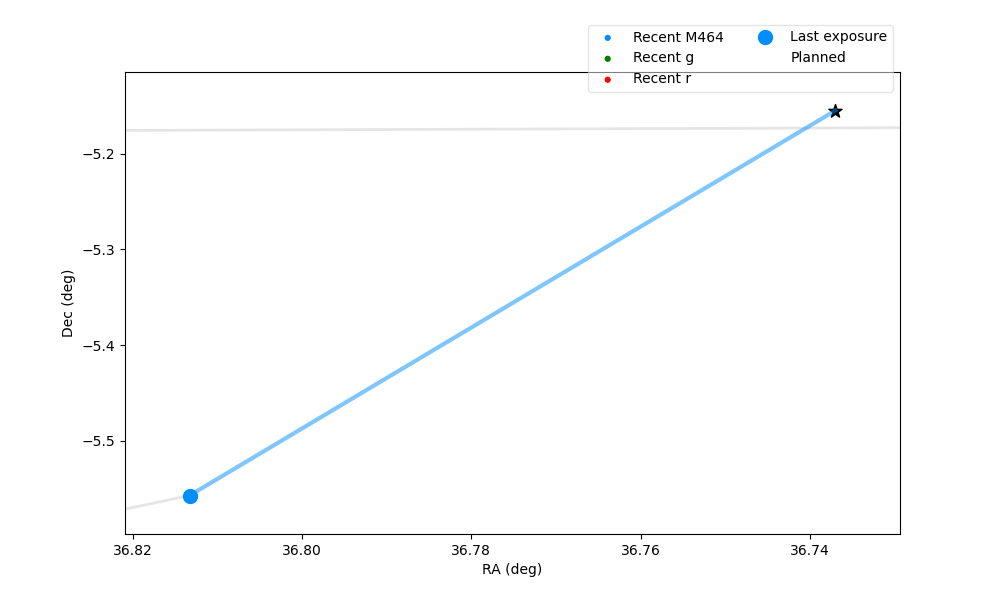 Recent M464
Recent g
Recent r
Last exposure
Planned
−5.2
−5.3
−5.4
−5.5
Dec (deg)
36.82
36.80
36.78
36.76
36.74
RA (deg)